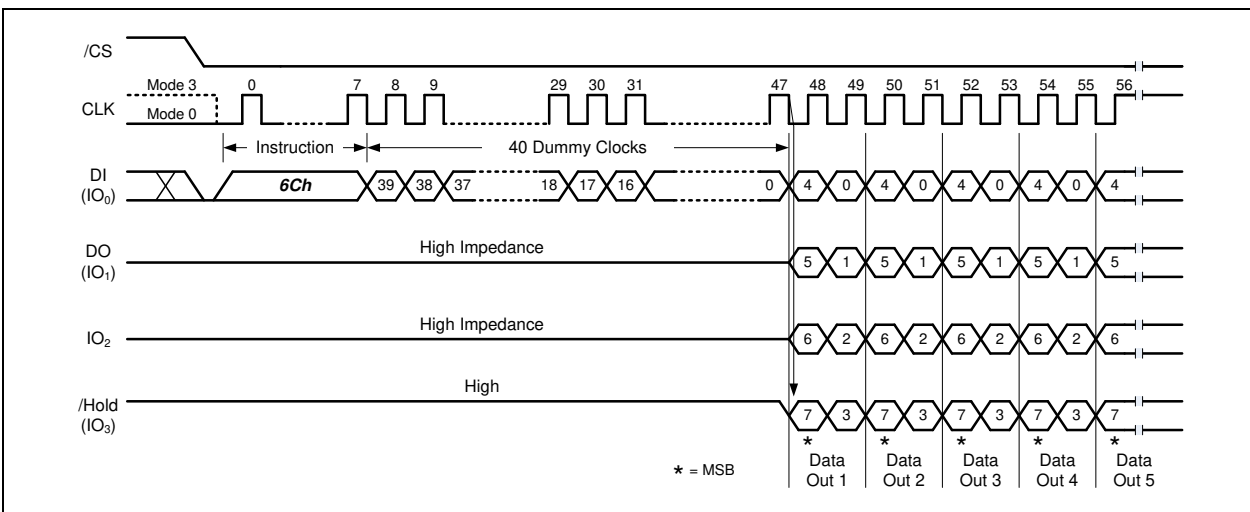 /CS
Mode 3
0 7 8 9 29 30 31 47 48 49 50 51 52 53 54 55 56
CLK
Mode 0
Instruction 40 Dummy Clocks
DI
(IO0)
6Ch 39 38 37 18 17 16 0 4 0 4 0 4 0 4 0 4
High Impedance
DO
(IO1)
5 1 5 1 5 1 5 1 5
High Impedance
IO2
6 2 6 2 6 2 6 2 6
High
/Hold
(IO3)
7 3 7 3 7 3 7 3 7
* * * * *
* = MSB
Data Out 1
Data Out 2
Data Out 3
Data Out 4
Data Out 5